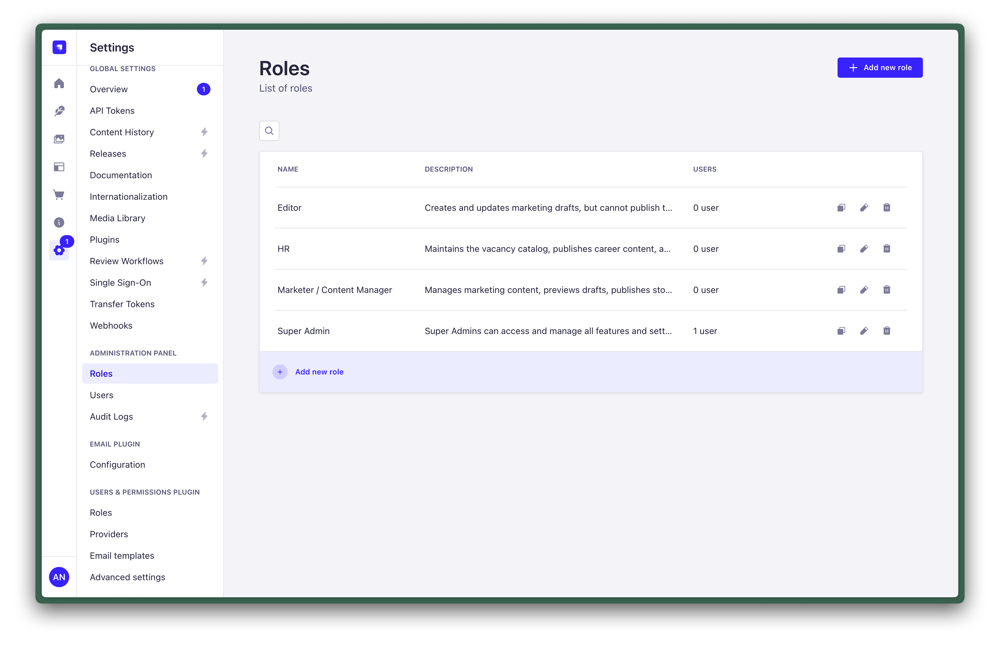 Settings
GLOBAL SETTINGS
Overview 1
API Tokens
Content History
Releases
Documentation
Internationalization
Media Library
Plugins
Review Workflows
Single Sign-On
Transfer Tokens
Webhooks
ADMINISTRATION PANEL
Roles
Users
Audit Logs
EMAIL PLUGIN
Configuration
USERS & PERMISSIONS PLUGIN
Roles
Providers
Email templates
Advanced settings
1
AN
Roles
List of roles
Add new role
NAME DESCRIPTION USERS
Editor Creates and updates marketing drafts, but cannot publish t... 0 user
HR Maintains the vacancy catalog, publishes career content, a... 0 user
Marketer / Content Manager Manages marketing content, previews drafts, publishes sto... 0 user
Super Admin Super Admins can access and manage all features and sett... 1 user
Add new role